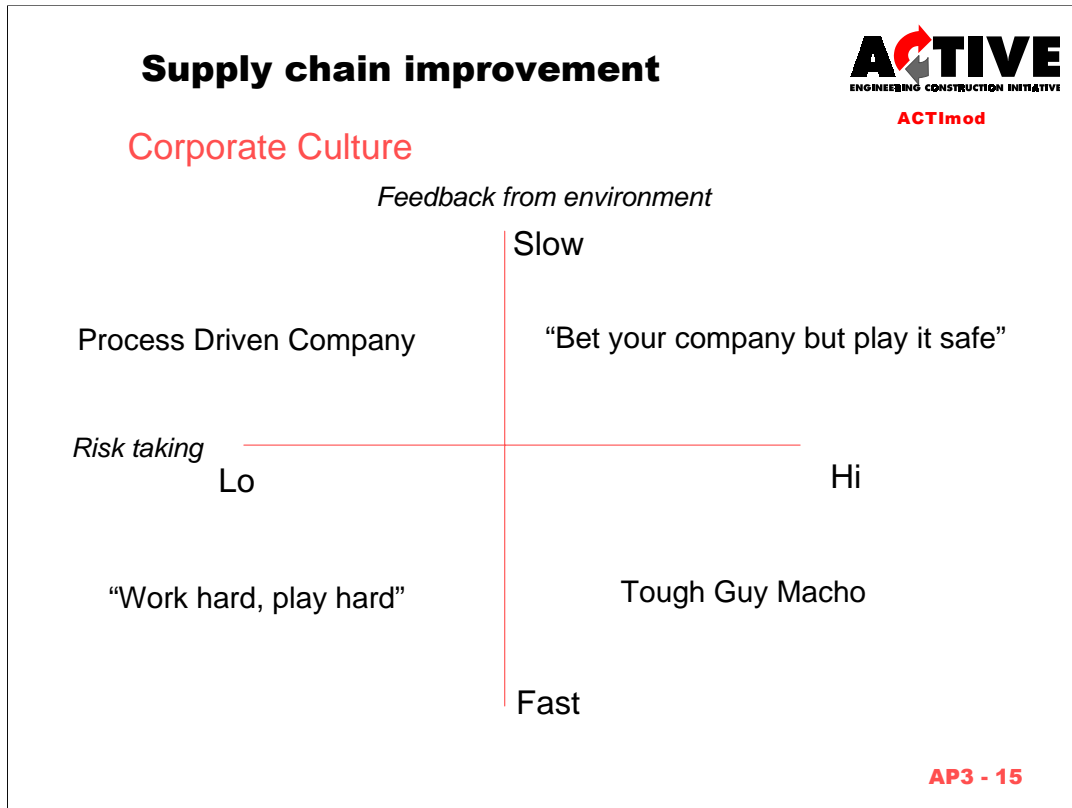 Supply chain improvement
ACTIVE
ENGINEERING CONSTRUCTION INITIATIVE
ACTImod
Corporate Culture
Feedback from environment
Slow
Process Driven Company
“Bet your company but play it safe”
Risk taking
Lo
Hi
“Work hard, play hard”
Tough Guy Macho
Fast
AP3 - 15